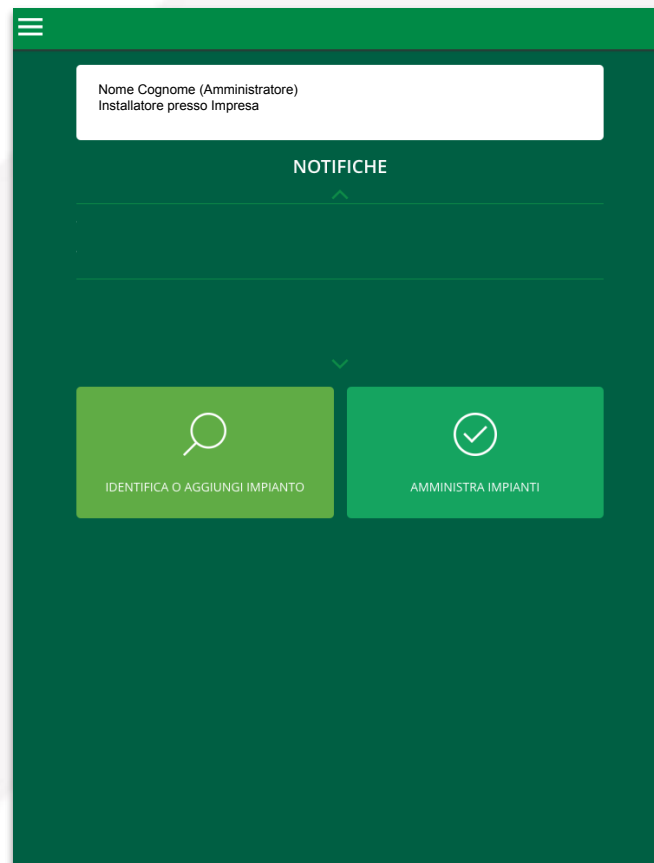 Nome Cognome (Amministratore)
Installatore presso Impresa
NOTIFICHE
IDENTIFICA O AGGIUNGI IMPIANTO
AMMINISTRA IMPIANTI